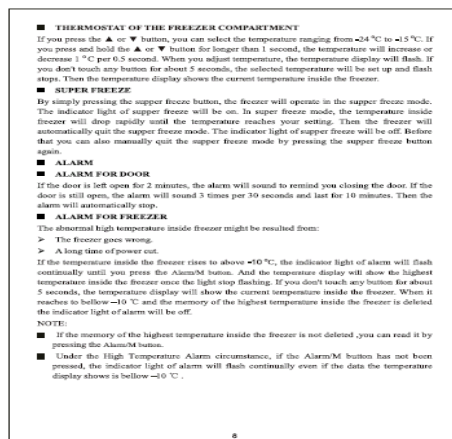 ■ THERMOSTAT OF THE FREEZER COMPARTMENT
If you press the ▲ or ▼ button, you can select the temperature ranging from -24 °C to -15 °C. If
you press and hold the ▲ or ▼ button for longer than 1 second, the temperature will increase or
decrease 1 °C per 0.5 second. When you adjust temperature, the temperature display will flash. If
you don't touch any button for about 5 seconds, the selected temperature will be set up and flash
stops. Then the temperature display shows the current temperature inside the freezer.
■ SUPER FREEZE
By simply pressing the supper freeze button, the freezer will operate in the supper freeze mode.
The indicator light of supper freeze will be on. In super freeze mode, the temperature inside
freezer will drop rapidly until the temperature reaches your setting. Then the freezer will
automatically quit the supper freeze mode. The indicator light of supper freeze will be off. Before
that you can also manually quit the supper freeze mode by pressing the supper freeze button
again.
■ ALARM
■ ALARM FOR DOOR
If the door is left open for 2 minutes, the alarm will sound to remind you closing the door. If the
door is still open, the alarm will sound 3 times per 30 seconds and last for 10 minutes. Then the
alarm will automatically stop.
■ ALARM FOR FREEZER
The abnormal high temperature inside freezer might be resulted from:
➢ The freezer goes wrong.
➢ A long time of power cut.
If the temperature inside the freezer rises to above -10 °C, the indicator light of alarm will flash
continually until you press the Alarm/M button. And the temperature display will show the highest
temperature inside the freezer once the light stop flashing. If you don't touch any button for about
5 seconds, the temperature display will show the current temperature inside the freezer. When it
reaches to bellow -10 °C and the memory of the highest temperature inside the freezer is deleted
the indicator light of alarm will be off.
NOTE:
■ If the memory of the highest temperature inside the freezer is not deleted ,you can read it by
pressing the Alarm/M button.
■ Under the High Temperature Alarm circumstance, if the Alarm/M button has not been
pressed, the indicator light of alarm will flash continually even if the data the temperature
display shows is bellow -10 °C .
8